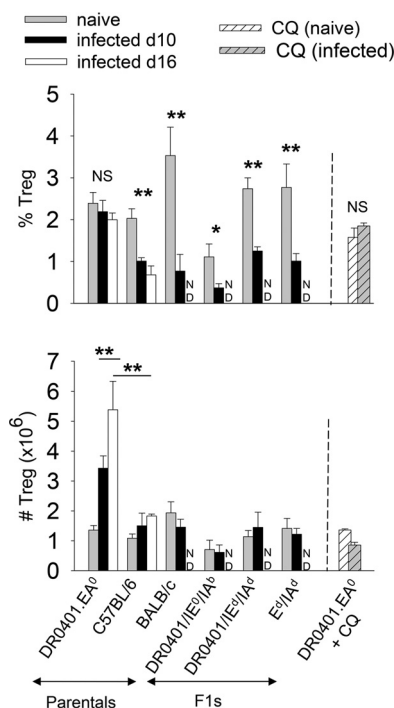 naive
infected d10
infected d16
CQ (naive)
CQ (infected)
% Treg
5
4
3
2
1
0
NS
**
**
*
**
**
NS
N
D
N
D
N
D
N
D
# Treg (x10⁶)
7
6
5
4
3
2
1
0
**
**
N
D
N
D
N
D
N
D
DR0401.EA⁰
C57BL/6
BALB/c
DR0401/IE⁰/IAᵇ
DR0401/IEᵈ/IAᵈ
Eᵈ/IAᵈ
DR0401.EA⁰
+ CQ
Parentals
F1s